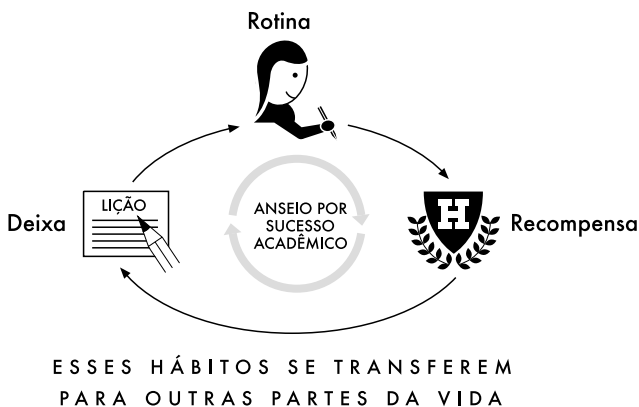 Rotina
LIÇÃO
Deixa
ANSEIO POR
SUCESSO
ACADÊMICO
H
Recompensa
ESSES HÁBITOS SE TRANSFEREM
PARA OUTRAS PARTES DA VIDA